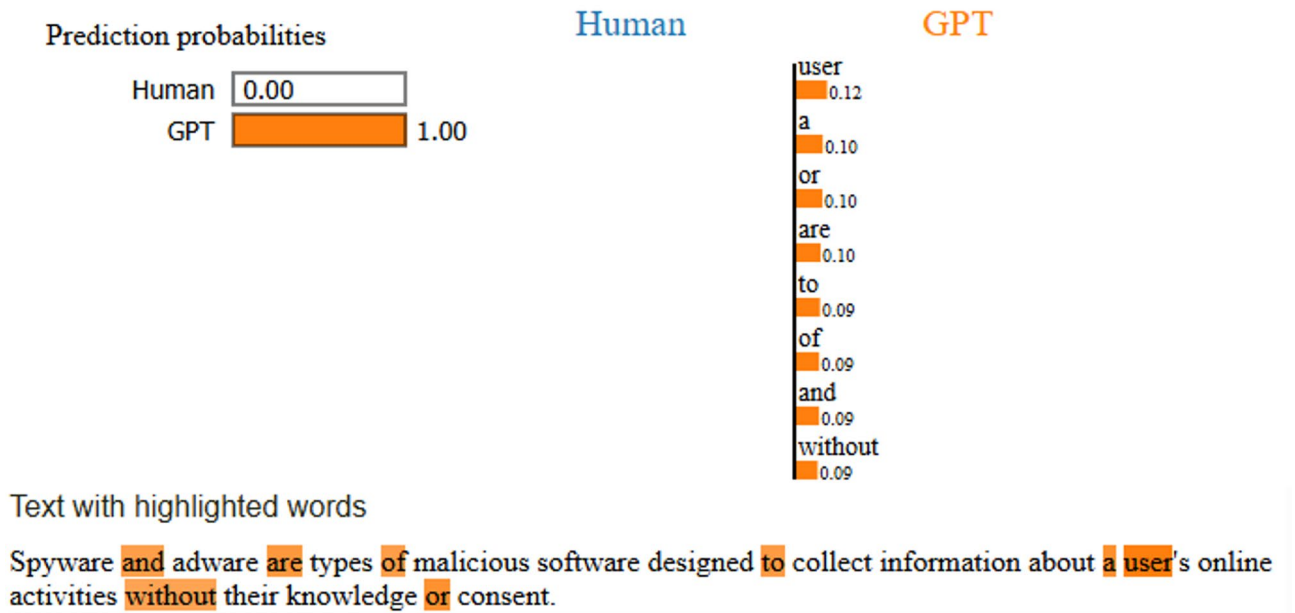 Prediction probabilities
Human 0.00
GPT 1.00
Human GPT
user
0.12
a
0.10
or
0.10
are
0.10
to
0.09
of
0.09
and
0.09
without
0.09
Text with highlighted words
Spyware and adware are types of malicious software designed to collect information about a user's online
activities without their knowledge or consent.